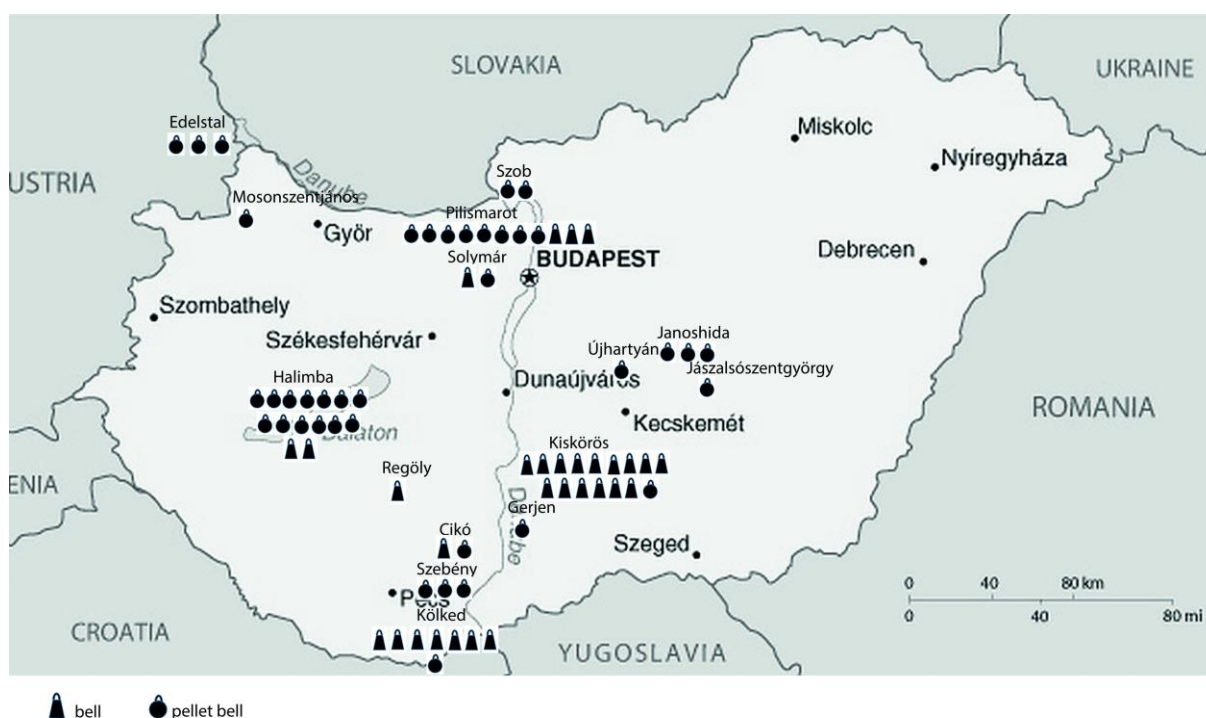 SLOVAKIA
UKRAINE
Edelstal
Miskolc
Nyíregyháza
USTRIA
Danube
Szob
Mosonszentjános
Győr
Pilismarot
Debrecen
Solymár
BUDAPEST
Szombathely
Székesfehérvár
Janoshida
Újhartyán
Jászalsószentgyörgy
Halimba
Dunaújváros
ROMANIA
Kecskemét
Balaton
Kiskörös
Regöly
ENIA
Gerjen
Danube
Cikó
Szeged
Szebény
Pécs
0 40 80 km
0 40 80 mi
Kölked
CROATIA
YUGOSLAVIA
bell
pellet bell